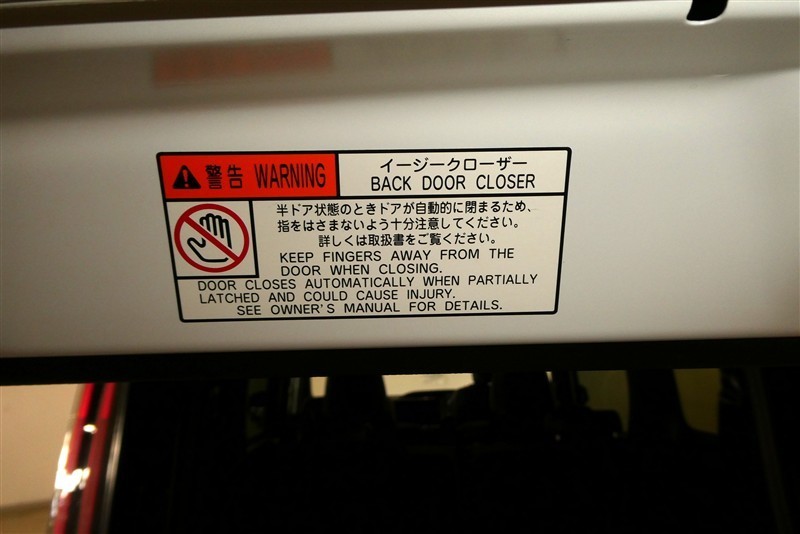 警告 WARNING
イージークローザー
BACK DOOR CLOSER
半ドア状態のときドアが自動的に閉まるため、
指をはさまないよう十分注意してください。
詳しくは取扱書をご覧ください。
KEEP FINGERS AWAY FROM THE
DOOR WHEN CLOSING.
DOOR CLOSES AUTOMATICALLY WHEN PARTIALLY
LATCHED AND COULD CAUSE INJURY.
SEE OWNER'S MANUAL FOR DETAILS.